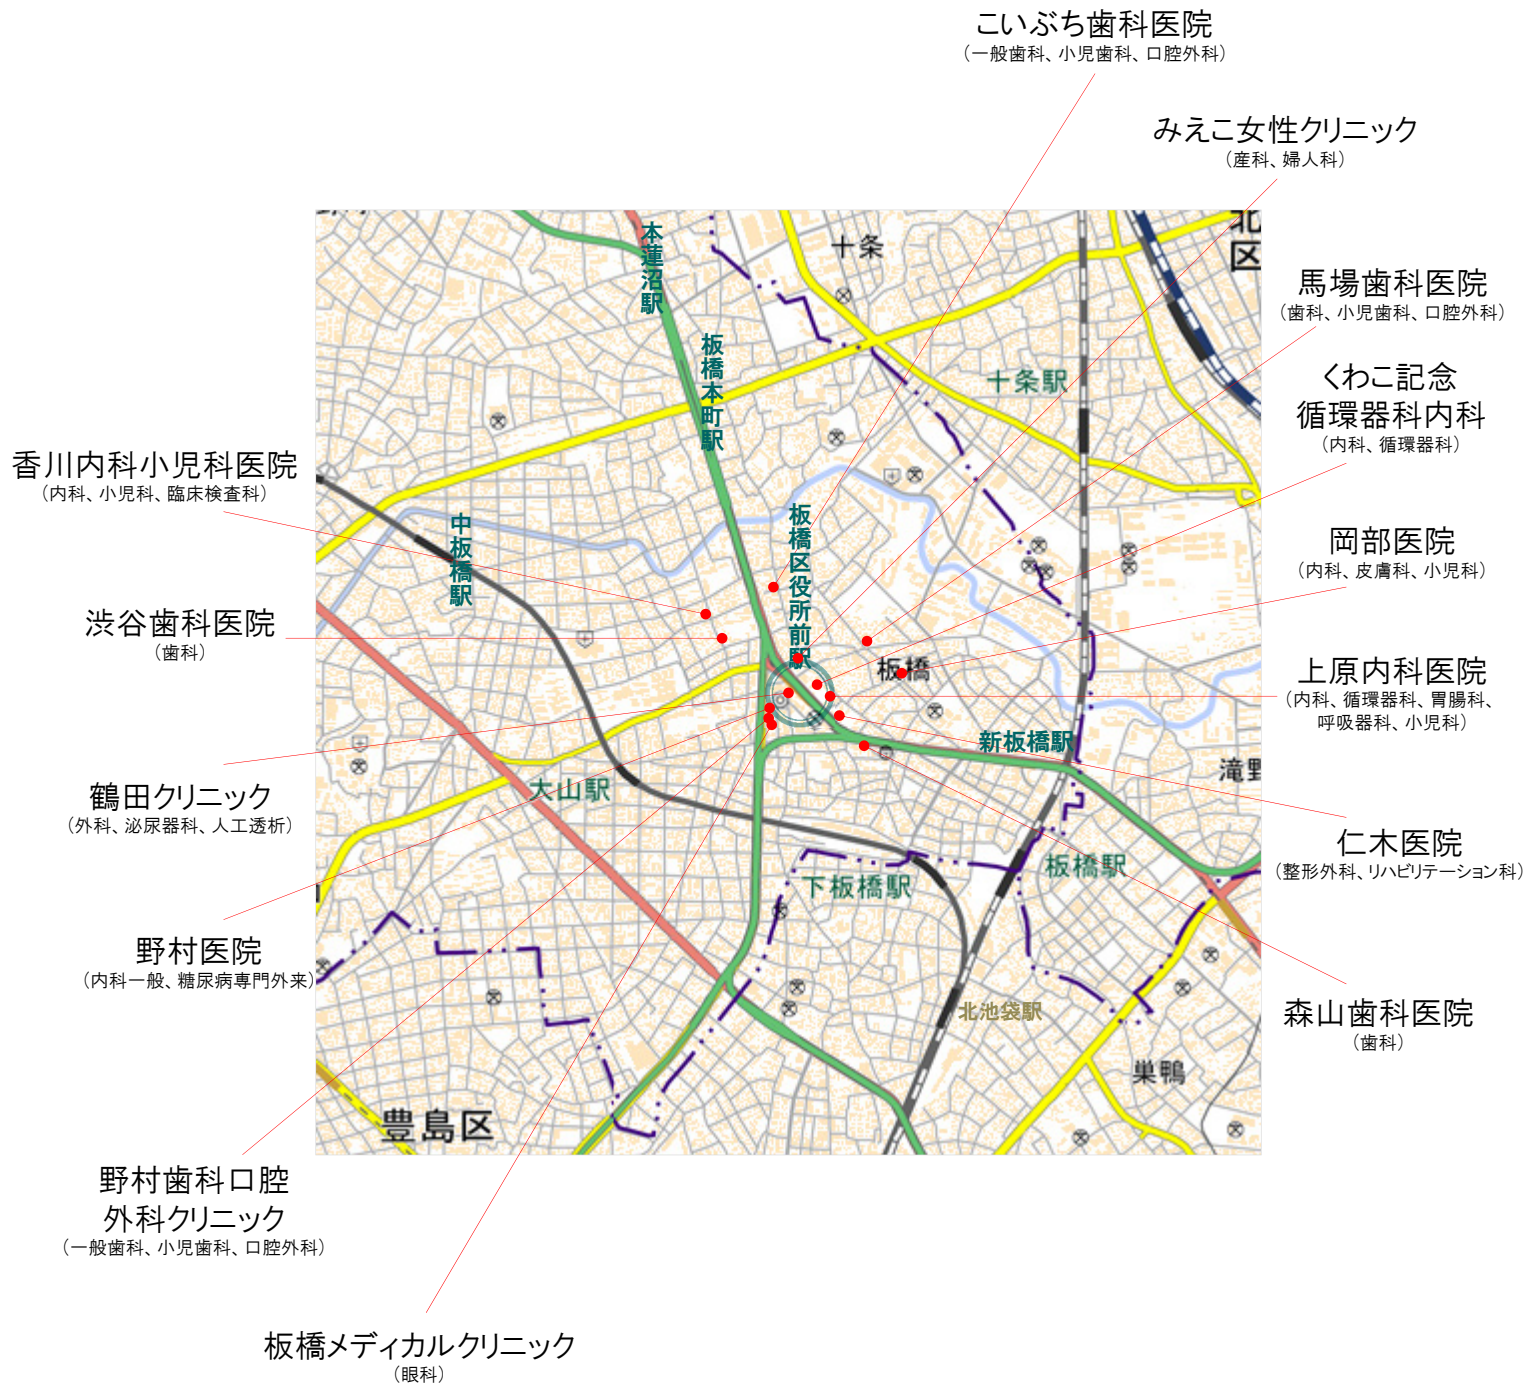 こいぶち歯科医院
（一般歯科、小児歯科、口腔外科）
みえこ女性クリニック
（産科、婦人科）
馬場歯科医院
（歯科、小児歯科、口腔外科）
くわこ記念
循環器科内科
（内科、循環器科）
岡部医院
（内科、皮膚科、小児科）
上原内科医院
（内科、循環器科、胃腸科、
呼吸器科、小児科）
仁木医院
（整形外科、リハビリテーション科）
森山歯科医院
（歯科）
香川内科小児科医院
（内科、小児科、臨床検査科）
渋谷歯科医院
（歯科）
鶴田クリニック
（外科、泌尿器科、人工透析）
野村医院
（内科一般、糖尿病専門外来）
野村歯科口腔
外科クリニック
（一般歯科、小児歯科、口腔外科）
板橋メディカルクリニック
（眼科）
本蓮沼駅
板橋本町駅
十条
北区
十条駅
中板橋駅
板橋区役所前駅
板橋
新板橋駅
大山駅
滝野
下板橋駅
板橋駅
北池袋駅
巣鴨
豊島区